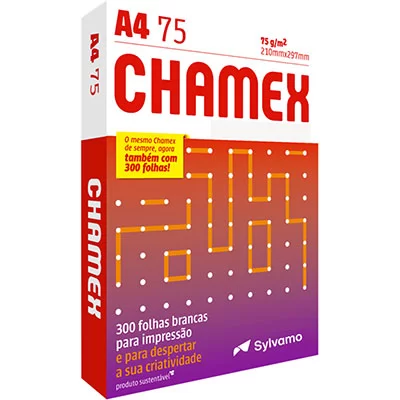 A4 75
75 g/m²
210mmx297mm
CHAMEX
O mesmo Chamex
de sempre, agora
também com
300 folhas!
300 folhas brancas
para impressão
e para despertar
a sua criatividade
produto sustentável
Sylvamo
A4 75
CHAMEX